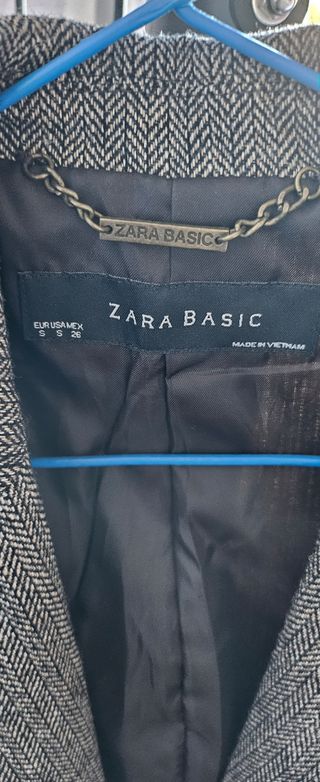 ZARA BASIC
ZARA BASIC
EUR USA MEX
S S 26
MADE IN VIETNAM